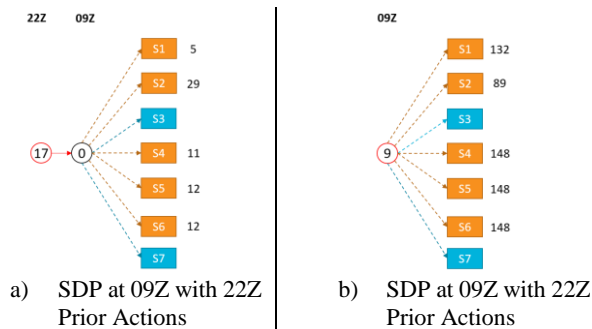 22Z 09Z
S1 5
S2 29
S3
17 0 S4 11
S5 12
S6 12
S7
a) SDP at 09Z with 22Z
Prior Actions
09Z
S1 132
S2 89
S3
9 S4 148
S5 148
S6 148
S7
b) SDP at 09Z with 22Z
Prior Actions